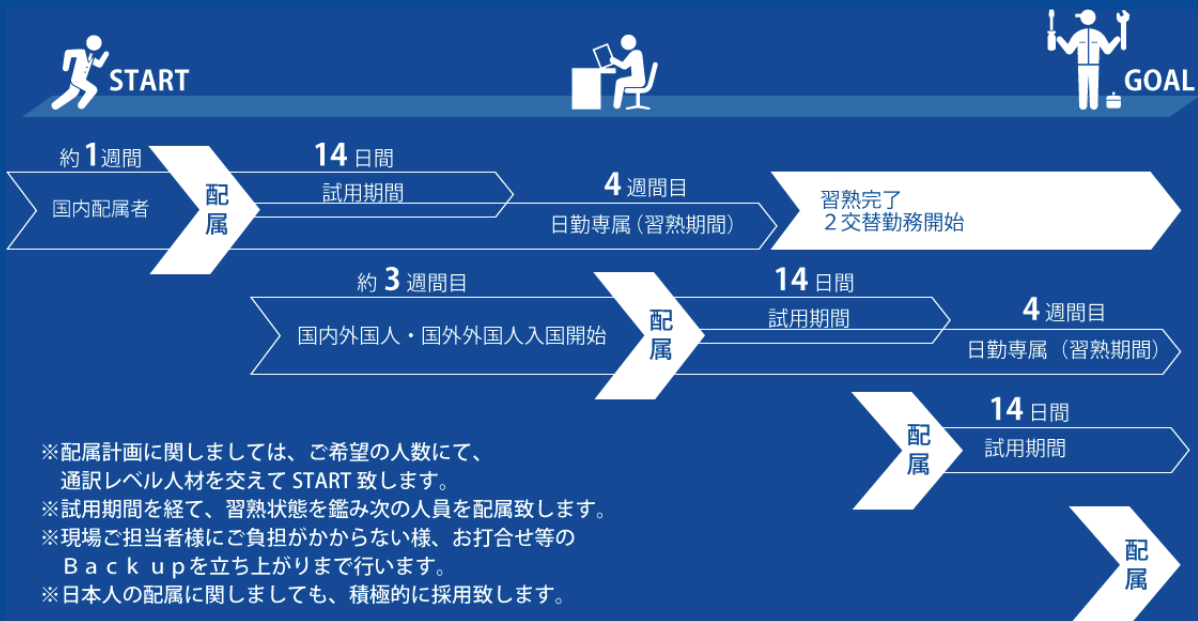 START
GOAL
約1週間
国内配属者
配属
14日間
試用期間
4週間目
日勤専属(習熟期間)
習熟完了
2交替勤務開始
約3週間目
国内外国人・国外外国人入国開始
配属
14日間
試用期間
4週間目
日勤専属(習熟期間)
配属
14日間
試用期間
配属
※配属計画に関しましては、ご希望の人数にて、
通訳レベル人材を交えてSTART致します。
※試用期間を経て、習熟状態を鑑み次の人員を配属致します。
※現場ご担当者様にご負担がかからない様、お打合せ等の
Back upを立ち上がりまで行います。
※日本人の配属に関しましても、積極的に採用致します。